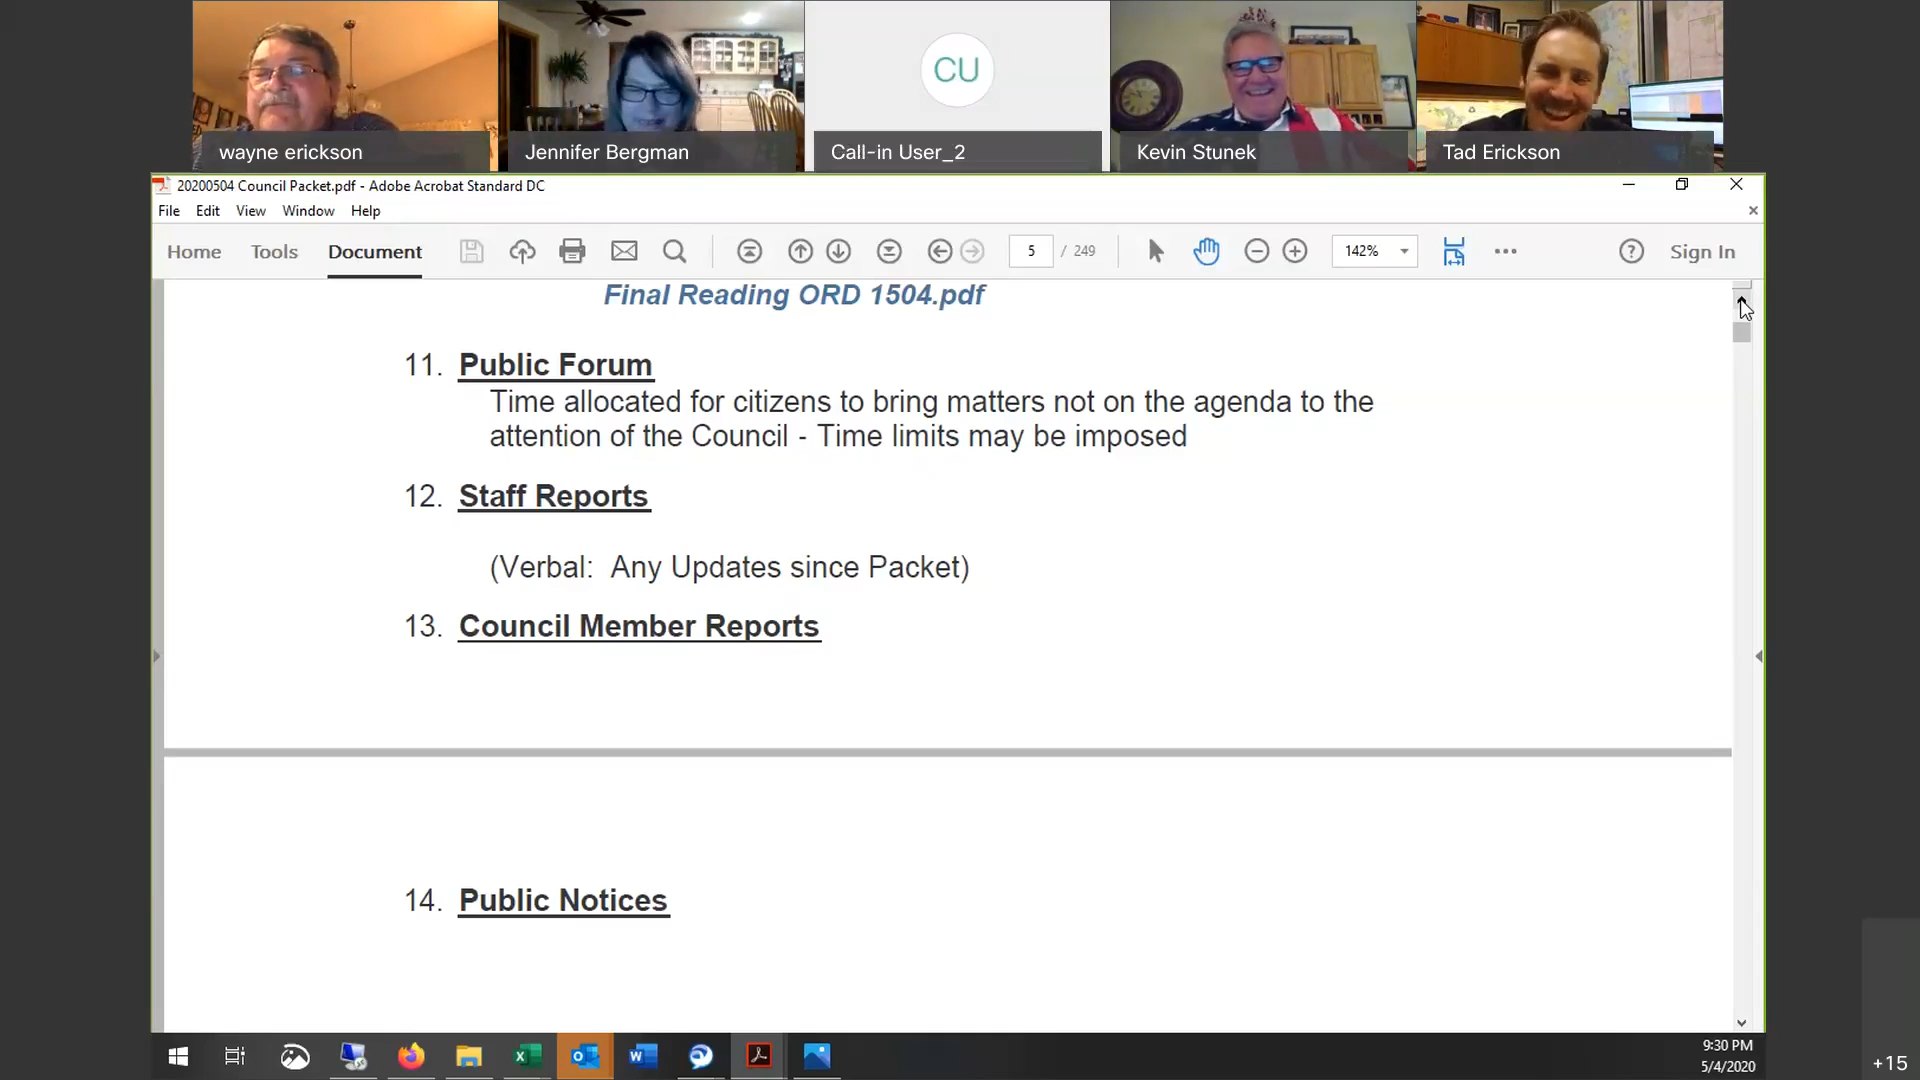 wayne erickson
Jennifer Bergman
CU
Call-in User_2
Kevin Stunek
Tad Erickson
20200504 Council Packet.pdf - Adobe Acrobat Standard DC
File Edit View Window Help
Home Tools Document 5 / 249 142% Sign In
Final Reading ORD 1504.pdf
11. Public Forum
Time allocated for citizens to bring matters not on the agenda to the
attention of the Council - Time limits may be imposed
12. Staff Reports
(Verbal: Any Updates since Packet)
13. Council Member Reports
14. Public Notices
9:30 PM
5/4/2020
+15